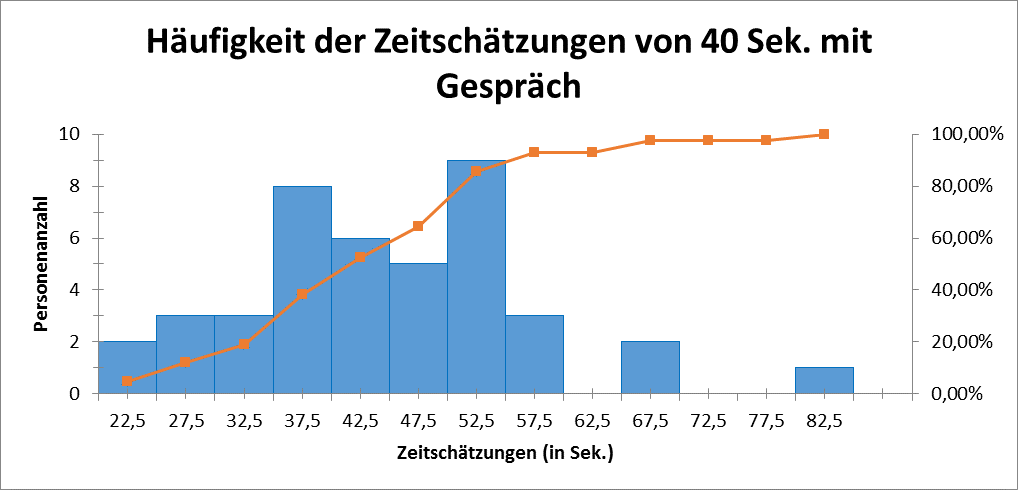 Häufigkeit der Zeitschätzungen von 40 Sek. mit
Gespräch
Personenanzahl
10
8
6
4
2
0
100,00%
80,00%
60,00%
40,00%
20,00%
0,00%
22,5 27,5 32,5 37,5 42,5 47,5 52,5 57,5 62,5 67,5 72,5 77,5 82,5
Zeitschätzungen (in Sek.)